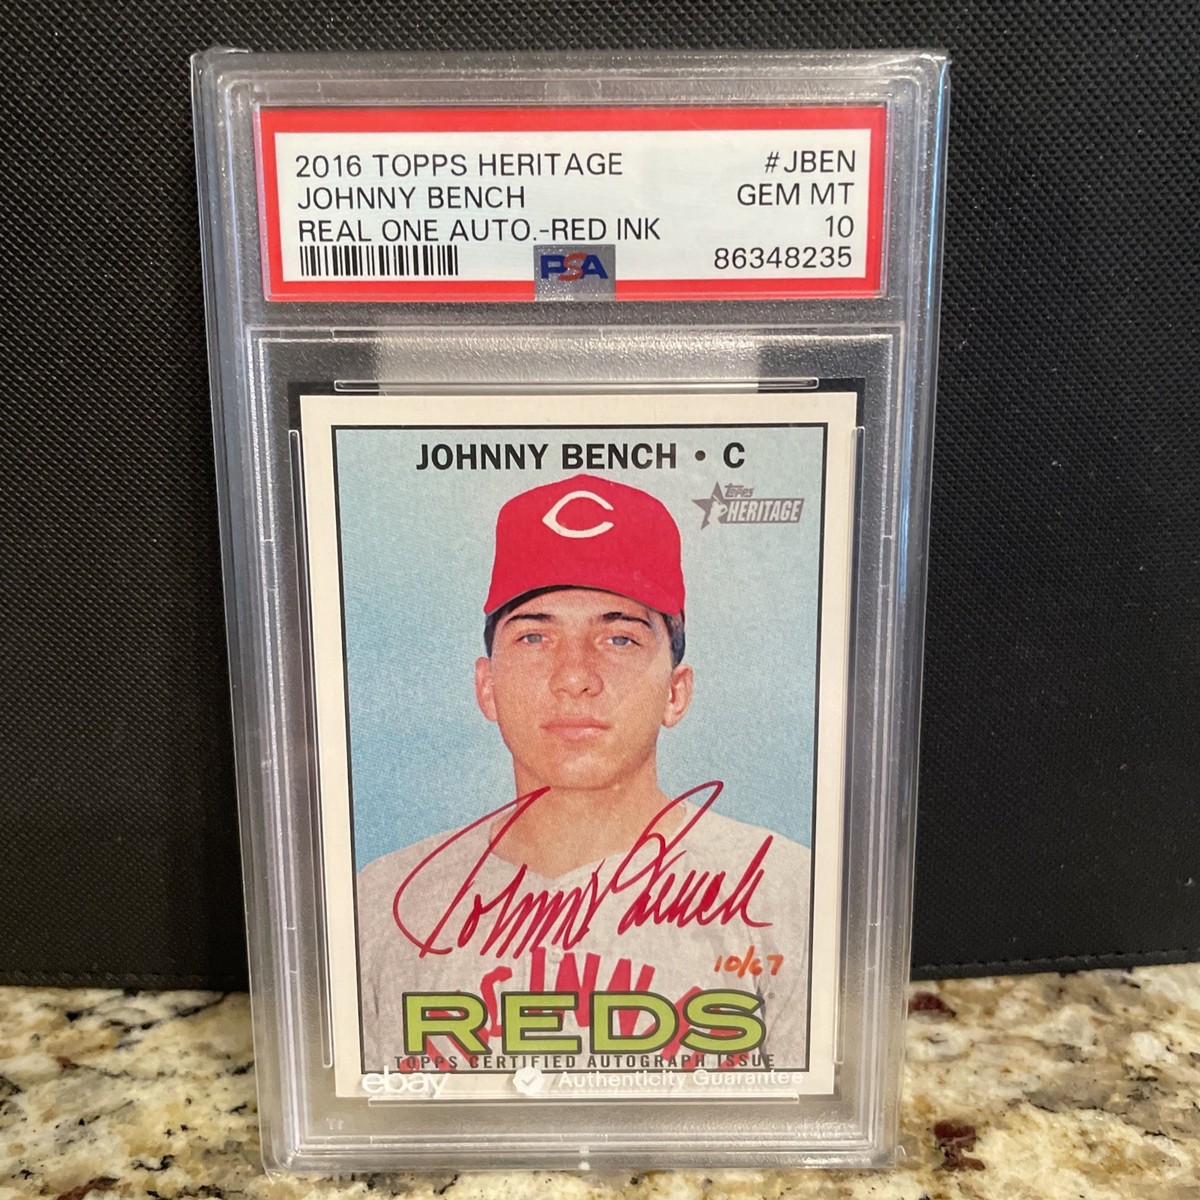 2016 TOPPS HERITAGE #JBEN
JOHNNY BENCH GEM MT
REAL ONE AUTO.-RED INK 10
PSA 86348235
JOHNNY BENCH • C
Topps
HERITAGE
C
Johnny Bench
10/67
CINN
REDS
TOPPS CERTIFIED AUTOGRAPH ISSUE
ebay Authenticity Guarantee